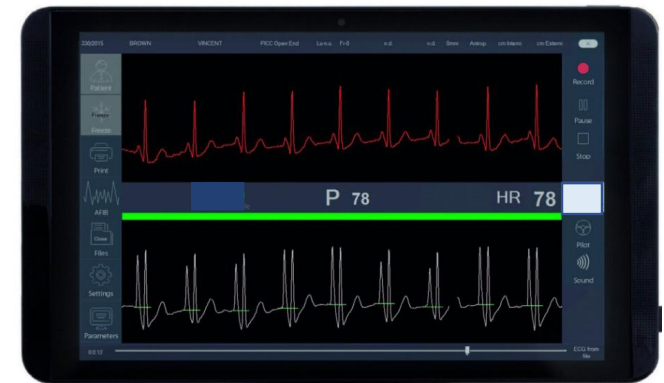 BROWN VINCENT PICC Open End
Patient
Freeze
Print
AFIB
Close
Files
Settings
Parameters
P 78
HR 78
Record
Pause
Stop
Pilot
Sound
ECG from
file